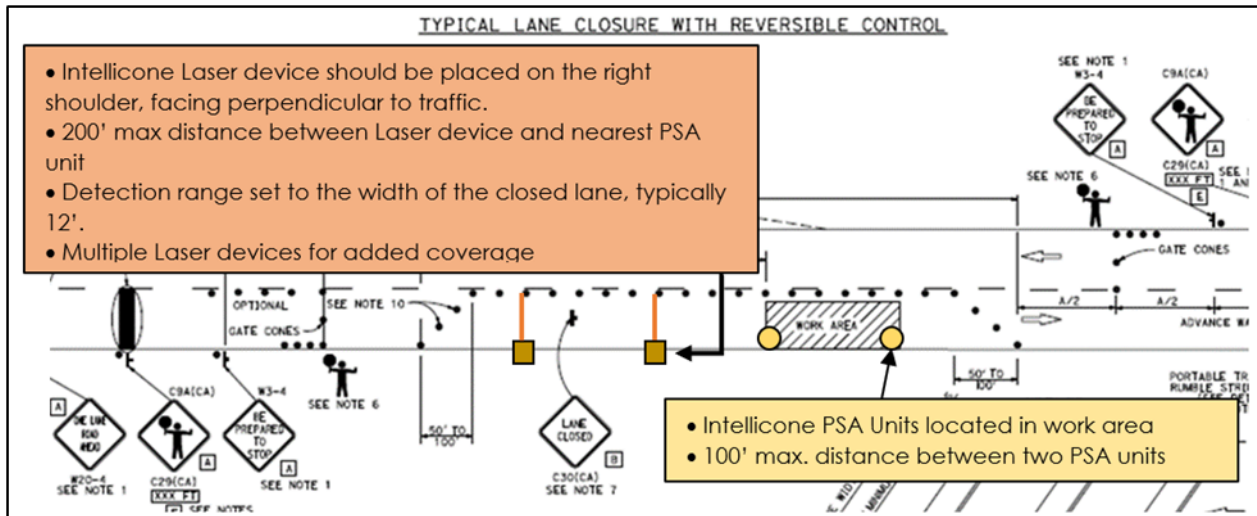 TYPICAL LANE CLOSURE WITH REVERSIBLE CONTROL
• Intellicone Laser device should be placed on the right
shoulder, facing perpendicular to traffic.
• 200' max distance between Laser device and nearest PSA
unit
• Detection range set to the width of the closed lane, typically
12'.
• Multiple Laser devices for added coverage
SEE NOTE 1
W3-4
C9A(CA)
BE
PREPARED
TO
STOP
A
A
C29(CA)
SEE
XXX FT
1 AN
E
SEE NOTE 6
GATE CONES
A/2
A/2
ADVANCE WA
OPTIONAL
SEE NOTE 10
GATE CONES
WORK AREA
50' TO
100'
PORTABLE TR
RUMBLE STRI
C9A(CA)
W3-4
SEE NOTE 6
A
ROAD
W20-4
SEE NOTE 1
A
C29(CA)
XXX FT
SEE NOTES
BE
PREPARED
TO
STOP
A
SEE NOTE 1
50' TO
100'
LANE
CLOSED
B
C30(CA)
SEE NOTE 7
• Intellicone PSA Units located in work area
• 100' max. distance between two PSA units